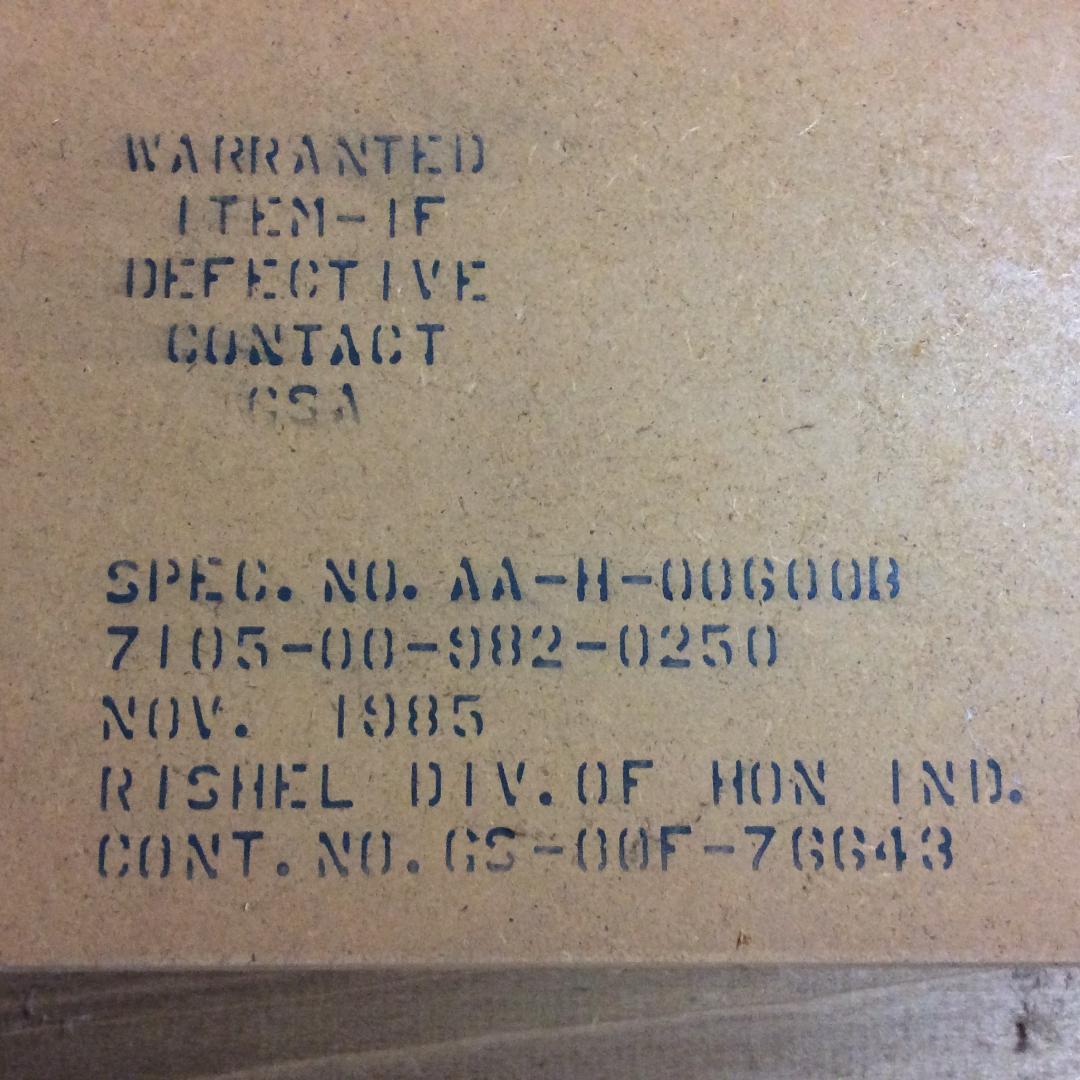 WARRANTED
ITEM-IF
DEFECTIVE
CONTACT
GSA
SPEC. NO. AA-H-00600B
7105-00-982-0250
NOV. 1985
RISHEL DIV. OF HON IND.
CONT. NO. GS-00F-76643